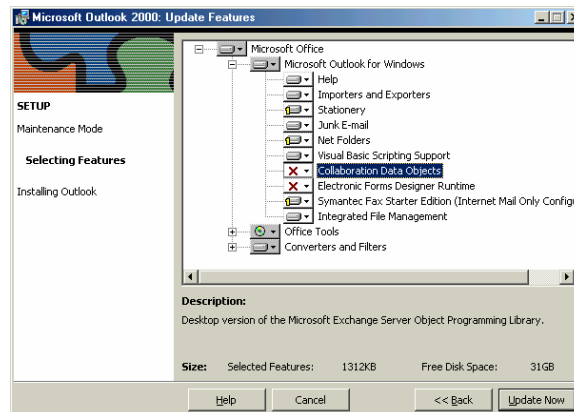 Microsoft Outlook 2000: Update Features
SETUP
Maintenance Mode
Selecting Features
Installing Outlook
Microsoft Office
Microsoft Outlook for Windows
Help
Importers and Exporters
Stationery
Junk E-mail
Net Folders
Visual Basic Scripting Support
Collaboration Data Objects
Electronic Forms Designer Runtime
Symantec Fax Starter Edition (Internet Mail Only Configu
Integrated File Management
Office Tools
Converters and Filters
Description:
Desktop version of the Microsoft Exchange Server Object Programming Library.
Size: Selected Features: 1312KB Free Disk Space: 31GB
Help Cancel << Back Update Now